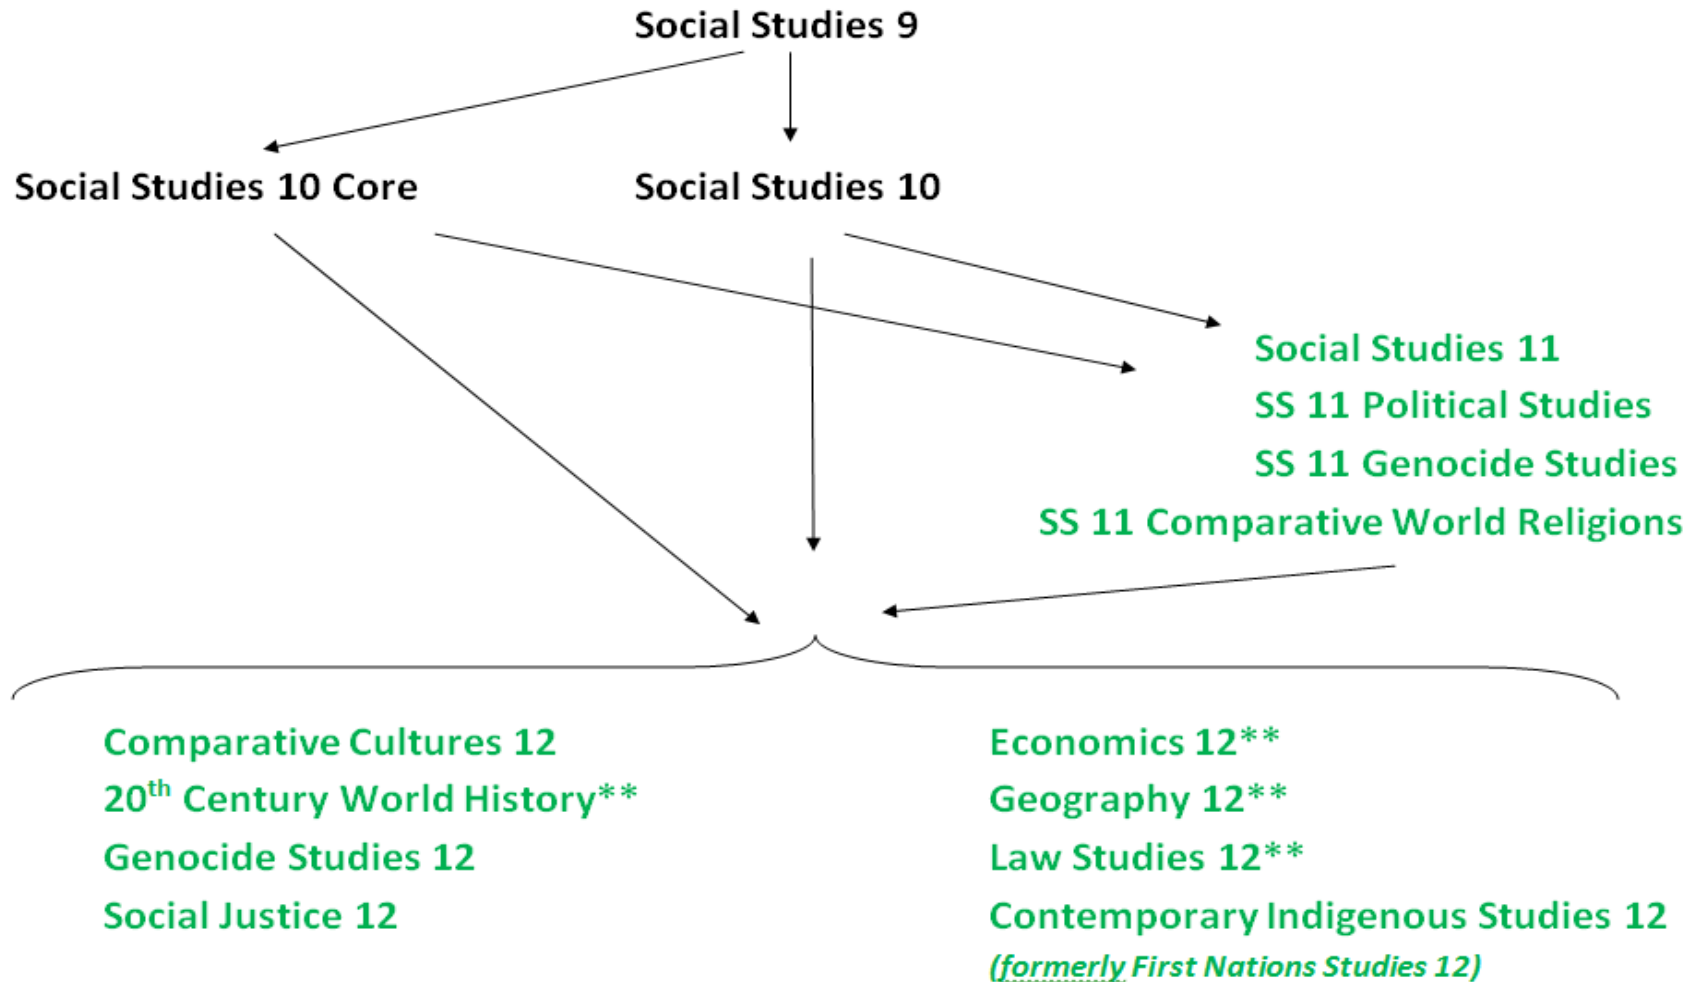 Social Studies 9
Social Studies 10 Core
Social Studies 10
Social Studies 11
SS 11 Political Studies
SS 11 Genocide Studies
SS 11 Comparative World Religions
Comparative Cultures 12
20th Century World History**
Genocide Studies 12
Social Justice 12
Economics 12**
Geography 12**
Law Studies 12**
Contemporary Indigenous Studies 12
(formerly First Nations Studies 12)